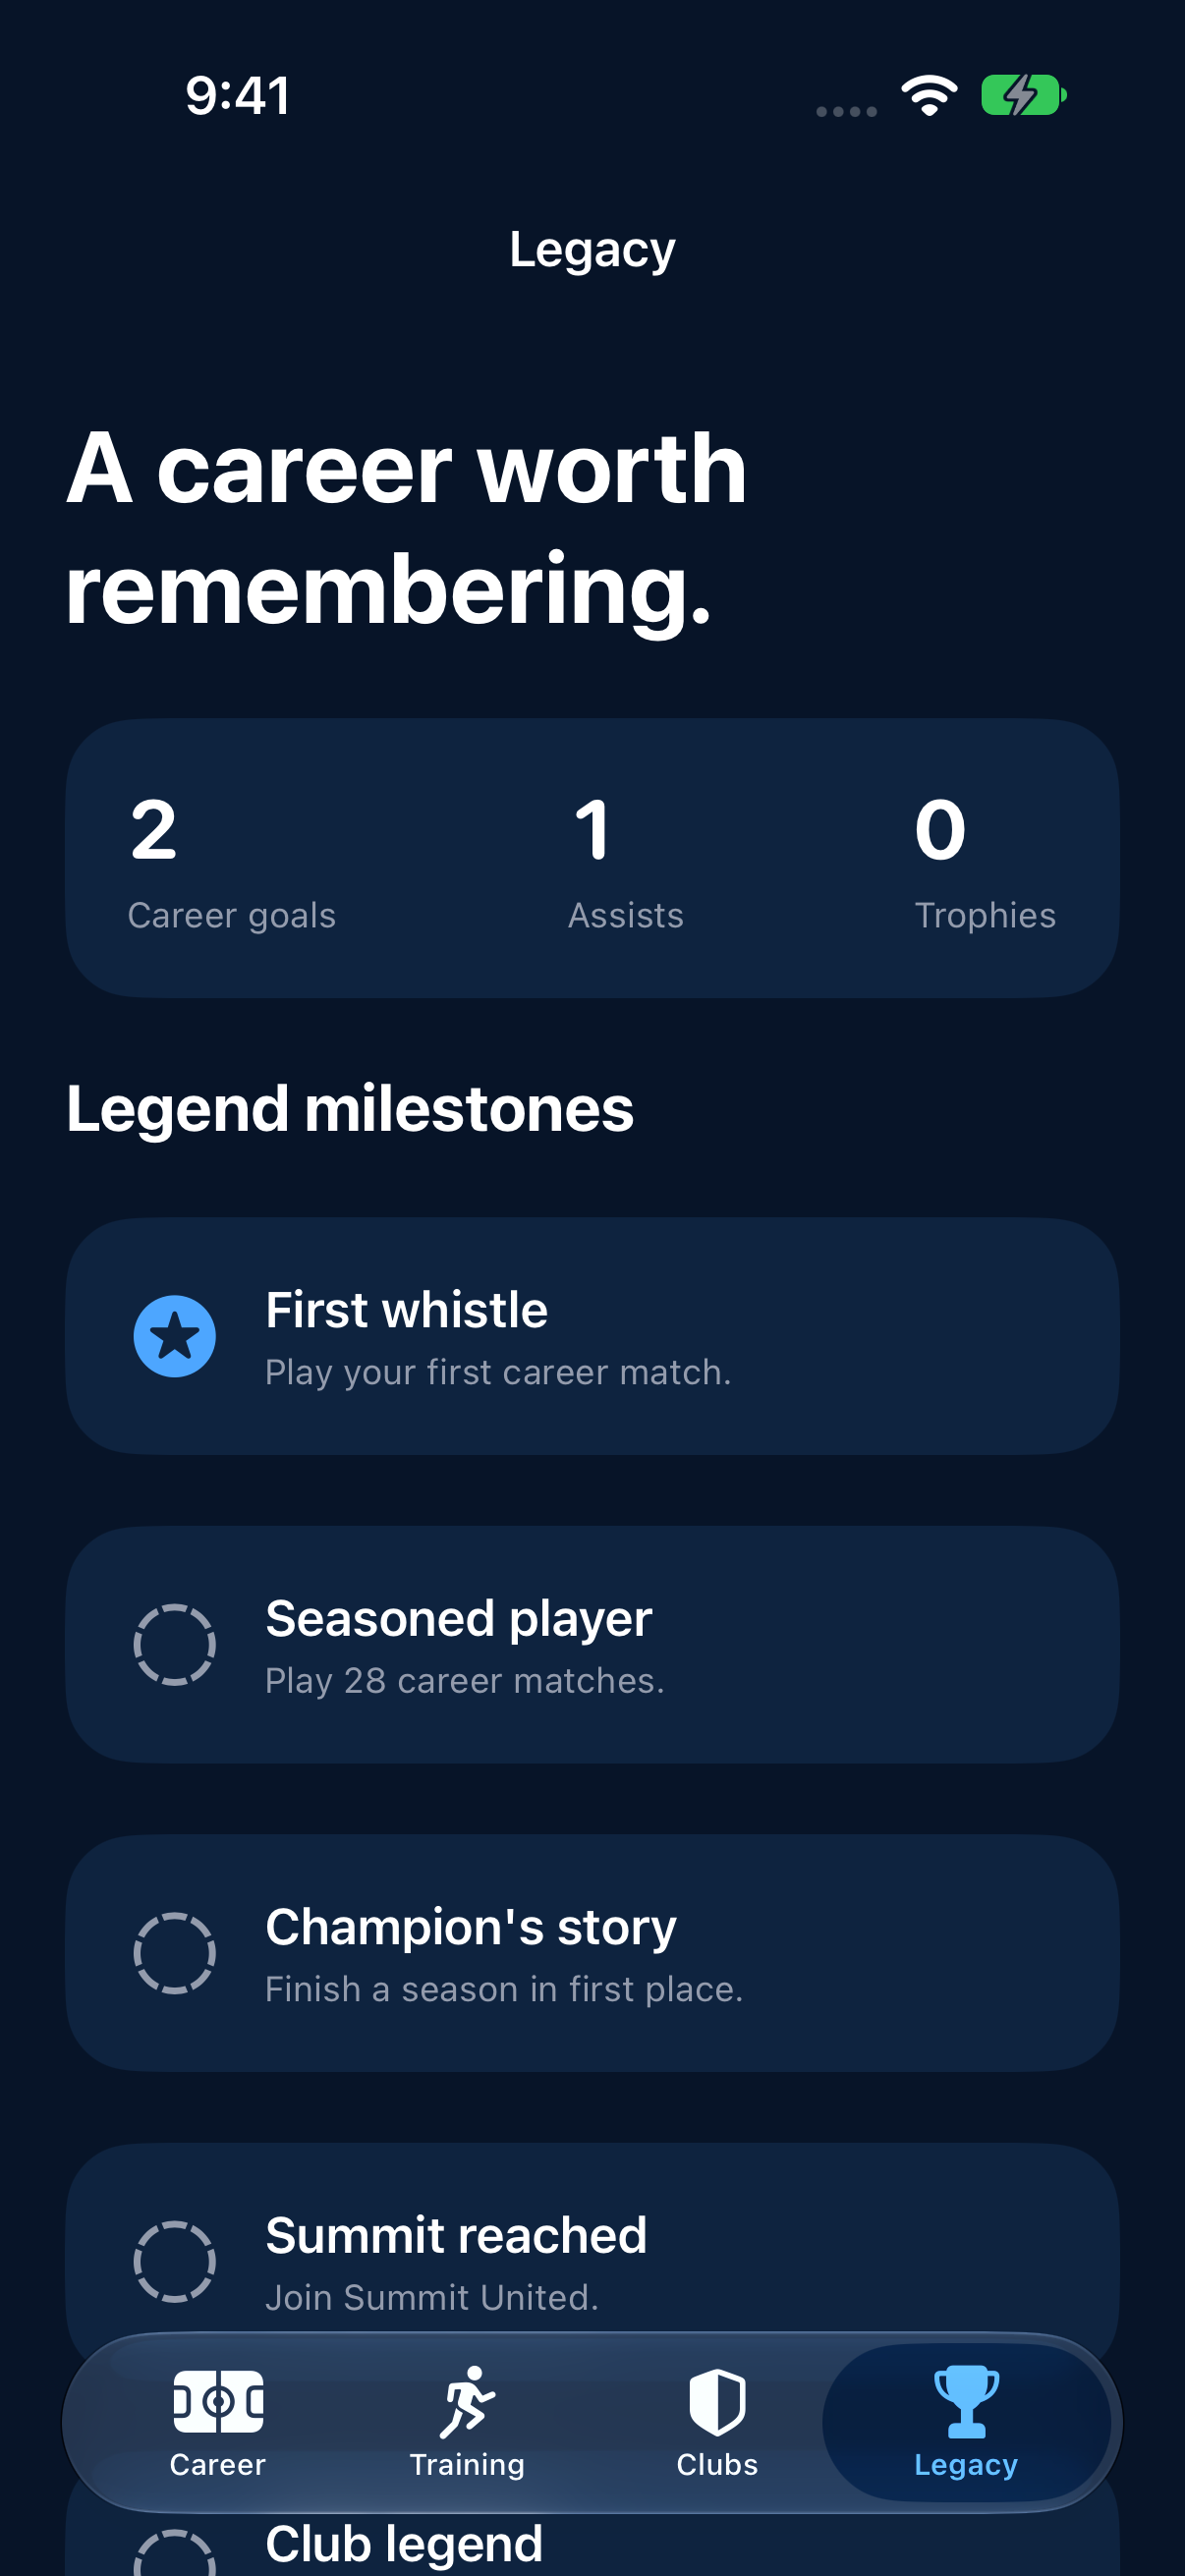 9:41
Legacy
A career worth
remembering.
2
1
0
Career goals
Assists
Trophies
Legend milestones
First whistle
Play your first career match.
Seasoned player
Play 28 career matches.
Champion's story
Finish a season in first place.
Summit reached
Join Summit United.
Career
Training
Clubs
Legacy
Club legend